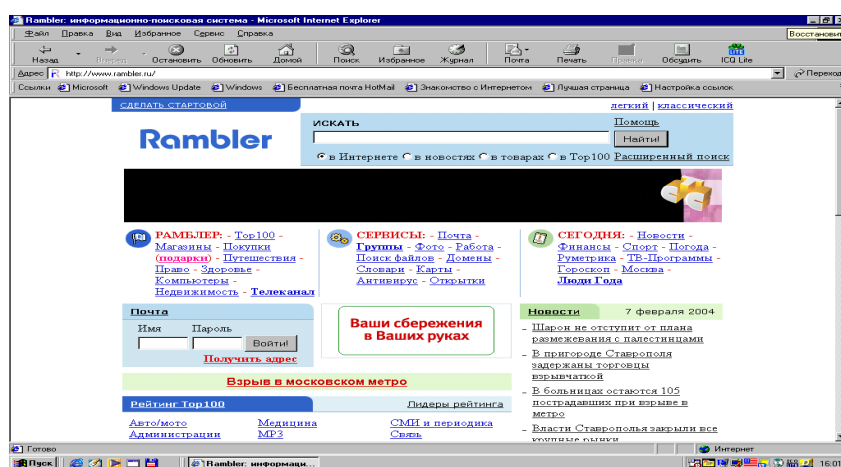 Rambler: информационно-поисковая система - Microsoft Internet Explorer
Файл Правка Вид Избранное Сервис Справка
Восстановить
Назад Вперед Остановить Обновить Домой Поиск Избранное Журнал Почта Печать Правка Обсудить ICQ Lite
Адрес http://www.rambler.ru/ Переход
Ссылки Microsoft Windows Update Windows Бесплатная почта HotMail Знакомство с Интернетом Лучшая страница Настройка ссылок
СДЕЛАТЬ СТАРТОВОЙ легкий | классический
Rambler
ИСКАТЬ Помощь
Найти!
в Интернете в новостях в товарах в Top100 Расширенный поиск
РАМБЛЕР: - Top100 -
Магазины - Покупки
(подарки) - Путешествия -
Право - Здоровье -
Компьютеры -
Недвижимость - Телеканал
СЕРВИСЫ: - Почта -
Группы - Фото - Работа -
Поиск файлов - Домены -
Словари - Карты -
Антивирус - Открытки
СЕГОДНЯ: - Новости -
Финансы - Спорт - Погода -
Руметрика - ТВ-Программы -
Гороскоп - Москва -
Люди Года
Почта
Имя Пароль
Войти!
Получить адрес
Ваши сбережения
в Ваших руках
Взрыв в московском метро
Рейтинг Top100 Лидеры рейтинга
Авто/мото Медицина СМИ и периодика
Администрации MP3 Связь
Новости 7 февраля 2004
- Шарон не отступит от плана
размежевания с палестинцами
- В пригороде Ставрополя
задержаны торговцы
взрывчаткой
- В больницах остаются 105
пострадавших при взрыве в
метро
- Власти Ставрополья закрыли все
крупные рынки
Готово Интернет
Пуск Rambler: информаци... 16:01